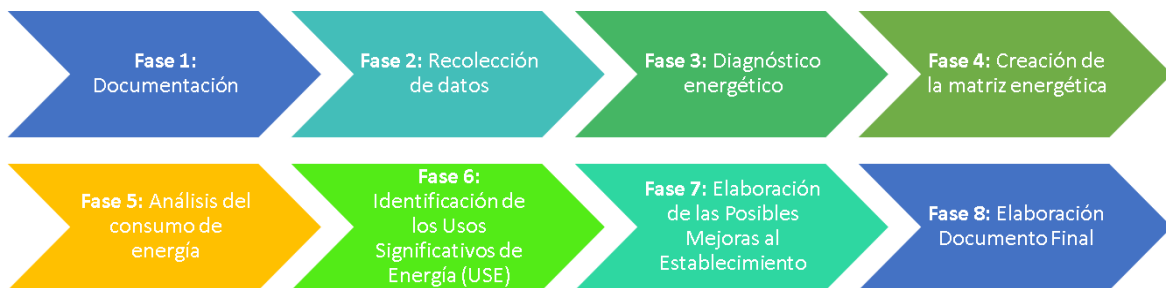 Fase 1:
Documentación
Fase 2: Recolección
de datos
Fase 3: Diagnóstico
energético
Fase 4: Creación de
la matriz energética
Fase 5: Análisis del
consumo de
energía
Fase 6:
Identificación de
los Usos
Significativos de
Energía (USE)
Fase 7: Elaboración
de las Posibles
Mejoras al
Establecimiento
Fase 8: Elaboración
Documento Final